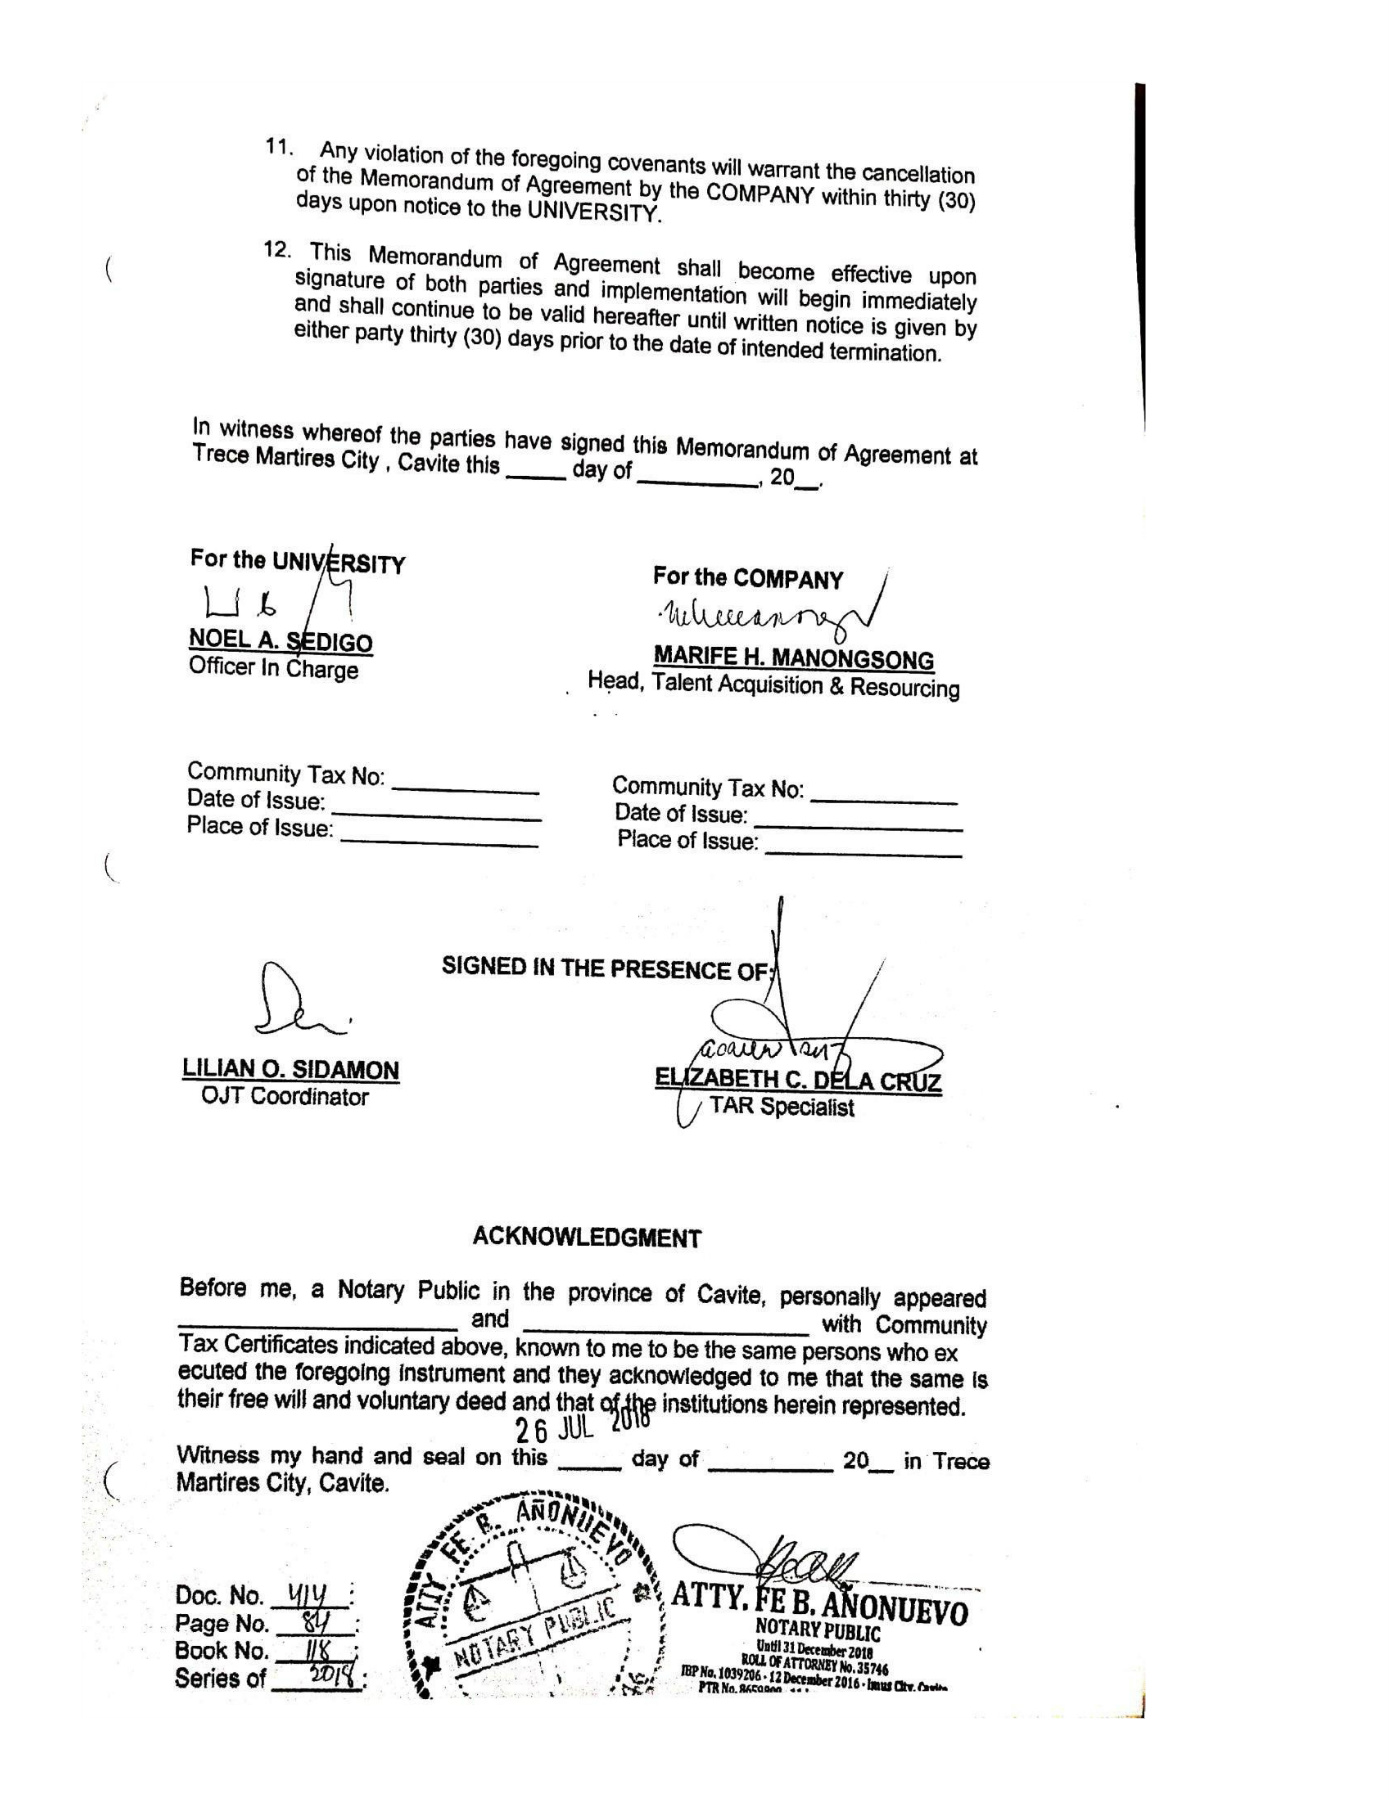 11. Any violation of the foregoing covenants will warrant the cancellation
of the Memorandum of Agreement by the COMPANY within thirty (30)
days upon notice to the UNIVERSITY.
12. This Memorandum of Agreement shall become effective upon
signature of both parties and implementation will begin immediately
and shall continue to be valid hereafter until written notice is given by
either party thirty (30) days prior to the date of intended termination.
In witness whereof the parties have signed this Memorandum of Agreement at
Trece Martires City , Cavite this _____ day of __________, 20__.
For the UNIVERSITY
NOEL A. SEDIGO
Officer In Charge
For the COMPANY
MARIFE H. MANONGSONG
Head, Talent Acquisition & Resourcing
Community Tax No: ____________
Date of Issue: ____________
Place of Issue: ____________
Community Tax No: ____________
Date of Issue: ____________
Place of Issue: ____________
SIGNED IN THE PRESENCE OF:
LILIAN O. SIDAMON
OJT Coordinator
ELIZABETH C. DELA CRUZ
TAR Specialist
ACKNOWLEDGMENT
Before me, a Notary Public in the province of Cavite, personally appeared
____________ and ____________ with Community
Tax Certificates indicated above, known to me to be the same persons who ex
ecuted the foregoing instrument and they acknowledged to me that the same is
their free will and voluntary deed and that of the institutions herein represented.
26 JUL 2018
Witness my hand and seal on this _____ day of __________ 20__ in Trece
Martires City, Cavite.
Doc. No. 414 :
Page No. 84 :
Book No. 118 :
Series of 2018 :
ATTY. FE B. AÑONUEVO
NOTARY PUBLIC
ATTY. FE B. AÑONUEVO
NOTARY PUBLIC
Until 31 December 2018
ROLL OF ATTORNEY No. 35746
IBP No. 1039206 - 12 December 2016 - Imus City, Cavite
PTR No.